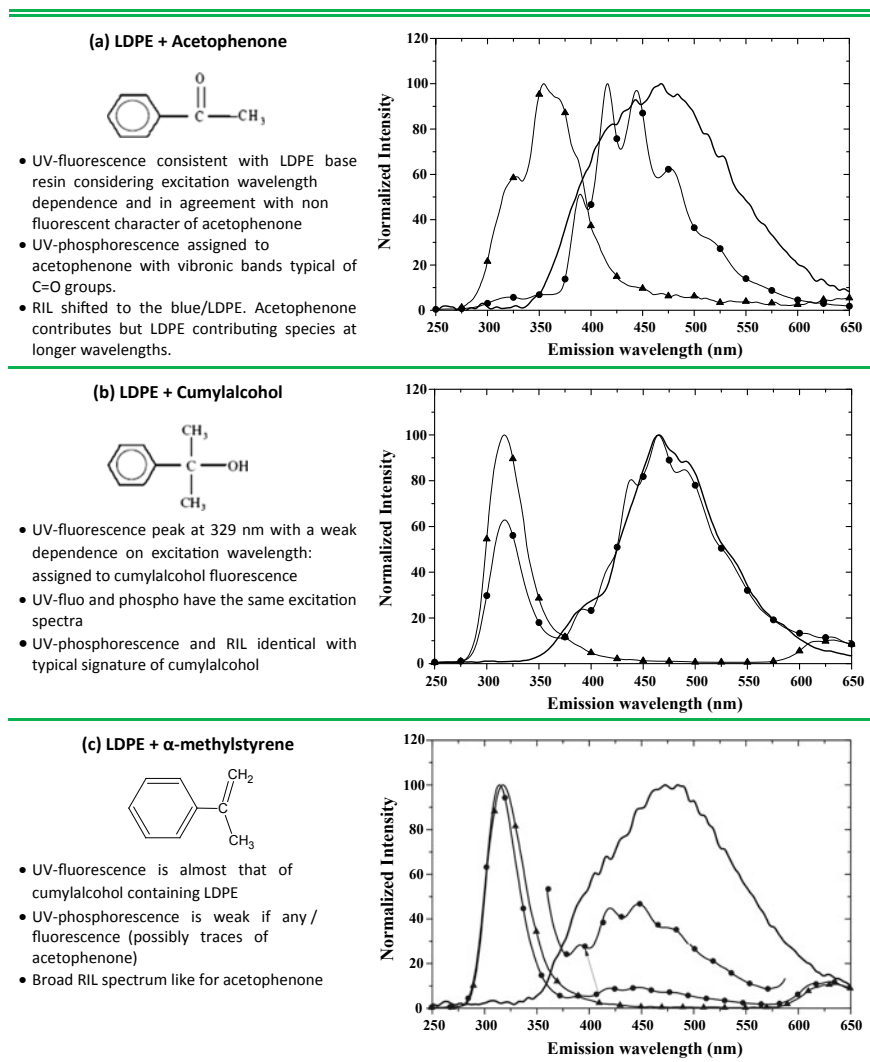 (a) LDPE + Acetophenone
O
C
CH3
• UV-fluorescence consistent with LDPE base
resin considering excitation wavelength
dependence and in agreement with non
fluorescent character of acetophenone
• UV-phosphorescence assigned to
acetophenone with vibronic bands typical of
C=O groups.
• RIL shifted to the blue/LDPE. Acetophenone
contributes but LDPE contributing species at
longer wavelengths.
Normalized Intensity
120
100
80
60
40
20
0
250 300 350 400 450 500 550 600 650
Emission wavelength (nm)
(b) LDPE + Cumylalcohol
CH3
C OH
CH3
• UV-fluorescence peak at 329 nm with a weak
dependence on excitation wavelength:
assigned to cumylalcohol fluorescence
• UV-fluo and phospho have the same excitation
spectra
• UV-phosphorescence and RIL identical with
typical signature of cumylalcohol
Normalized Intensity
120
100
80
60
40
20
0
250 300 350 400 450 500 550 600 650
Emission wavelength (nm)
(c) LDPE + α-methylstyrene
CH2
C
CH3
• UV-fluorescence is almost that of
cumylalcohol containing LDPE
• UV-phosphorescence is weak if any /
fluorescence (possibly traces of
acetophenone)
• Broad RIL spectrum like for acetophenone
Normalized Intensity
120
100
80
60
40
20
0
250 300 350 400 450 500 550 600 650
Emission wavelength (nm)